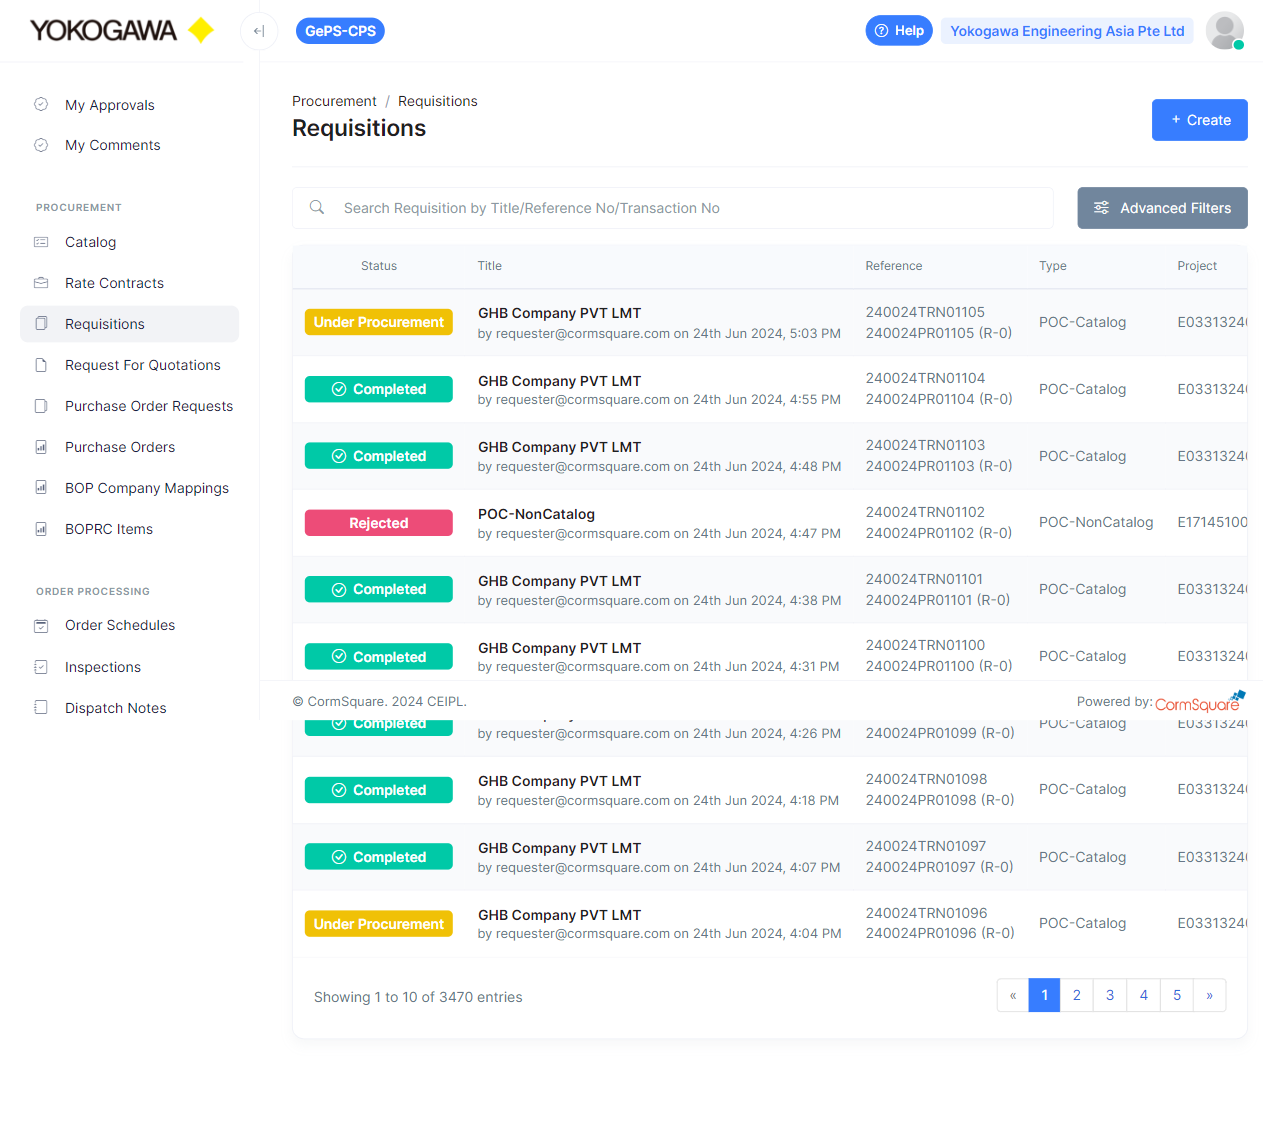 YOKOGAWA
GePS-CPS
Help
Yokogawa Engineering Asia Pte Ltd
My Approvals
My Comments
PROCUREMENT
Catalog
Rate Contracts
Requisitions
Request For Quotations
Purchase Order Requests
Purchase Orders
BOP Company Mappings
BOPRC Items
ORDER PROCESSING
Order Schedules
Inspections
Dispatch Notes
Procurement / Requisitions
Requisitions
+ Create
Search Requisition by Title/Reference No/Transaction No
Advanced Filters
Status Title Reference Type Project
Under Procurement
GHB Company PVT LMT
by requester@cormsquare.com on 24th Jun 2024, 5:03 PM
240024TRN01105
240024PR01105 (R-0)
POC-Catalog
E0331324
Completed
GHB Company PVT LMT
by requester@cormsquare.com on 24th Jun 2024, 4:55 PM
240024TRN01104
240024PR01104 (R-0)
POC-Catalog
E0331324
Completed
GHB Company PVT LMT
by requester@cormsquare.com on 24th Jun 2024, 4:48 PM
240024TRN01103
240024PR01103 (R-0)
POC-Catalog
E0331324
Rejected
POC-NonCatalog
by requester@cormsquare.com on 24th Jun 2024, 4:47 PM
240024TRN01102
240024PR01102 (R-0)
POC-NonCatalog
E17145100
Completed
GHB Company PVT LMT
by requester@cormsquare.com on 24th Jun 2024, 4:38 PM
240024TRN01101
240024PR01101 (R-0)
POC-Catalog
E0331324
Completed
GHB Company PVT LMT
by requester@cormsquare.com on 24th Jun 2024, 4:31 PM
240024TRN01100
240024PR01100 (R-0)
POC-Catalog
E0331324
© CormSquare. 2024 CEIPL.
Powered by: CormSquare
Completed
by requester@cormsquare.com on 24th Jun 2024, 4:26 PM
240024PR01099 (R-0)
POC-Catalog
E0331324
Completed
GHB Company PVT LMT
by requester@cormsquare.com on 24th Jun 2024, 4:18 PM
240024TRN01098
240024PR01098 (R-0)
POC-Catalog
E0331324
Completed
GHB Company PVT LMT
by requester@cormsquare.com on 24th Jun 2024, 4:07 PM
240024TRN01097
240024PR01097 (R-0)
POC-Catalog
E0331324
Under Procurement
GHB Company PVT LMT
by requester@cormsquare.com on 24th Jun 2024, 4:04 PM
240024TRN01096
240024PR01096 (R-0)
POC-Catalog
E0331324
Showing 1 to 10 of 3470 entries
« 1 2 3 4 5 »